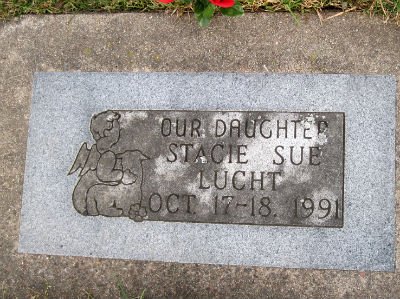 OUR DAUGHTER
STACIE SUE
LUCHT
OCT. 17-18, 1991